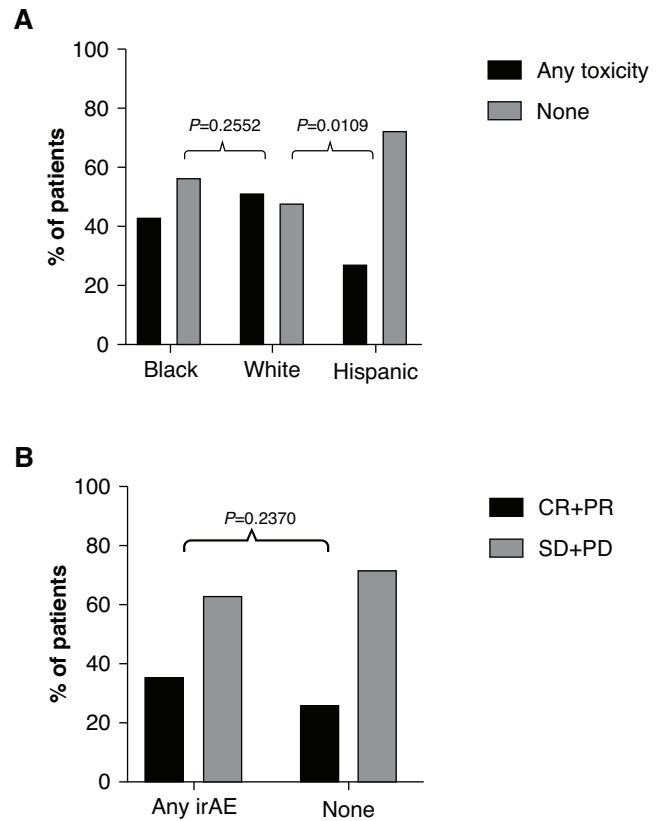 A
100
80
60
40
20
0
% of patients
P=0.2552
P=0.0109
Black
White
Hispanic
Any toxicity
None
B
100
80
60
40
20
0
% of patients
P=0.2370
Any irAE
None
CR+PR
SD+PD